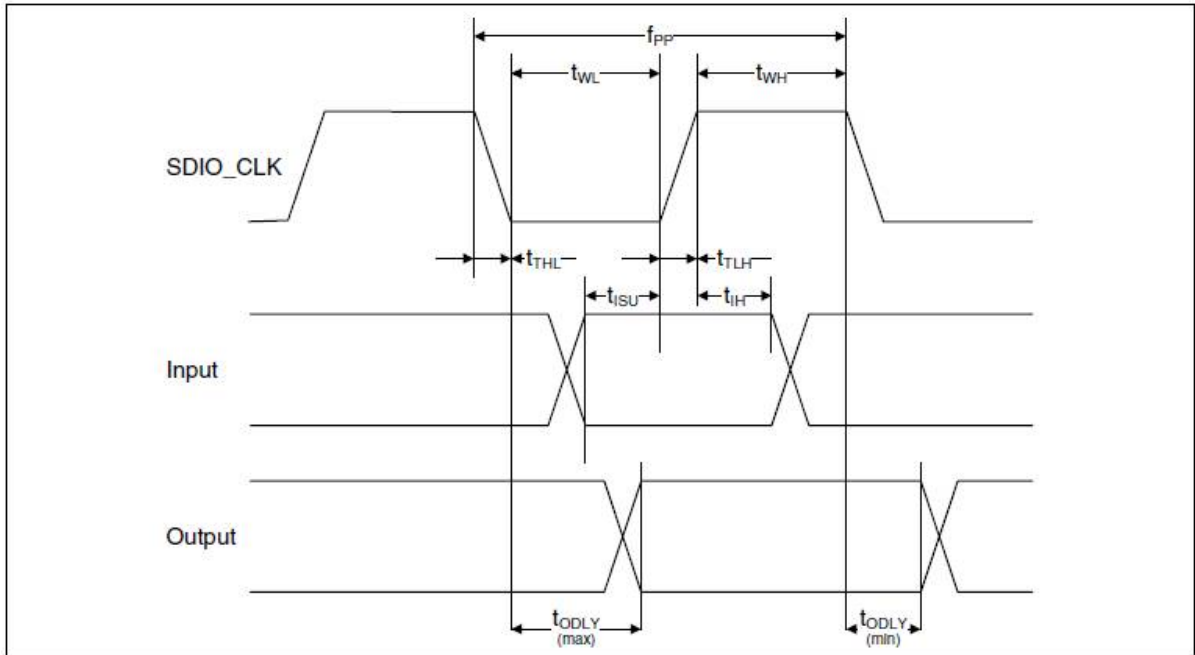 fPP
tWL
tWH
SDIO_CLK
tTHL
tTLH
tISU
tIH
Input
Output
tODLY
(max)
tODLY
(min)